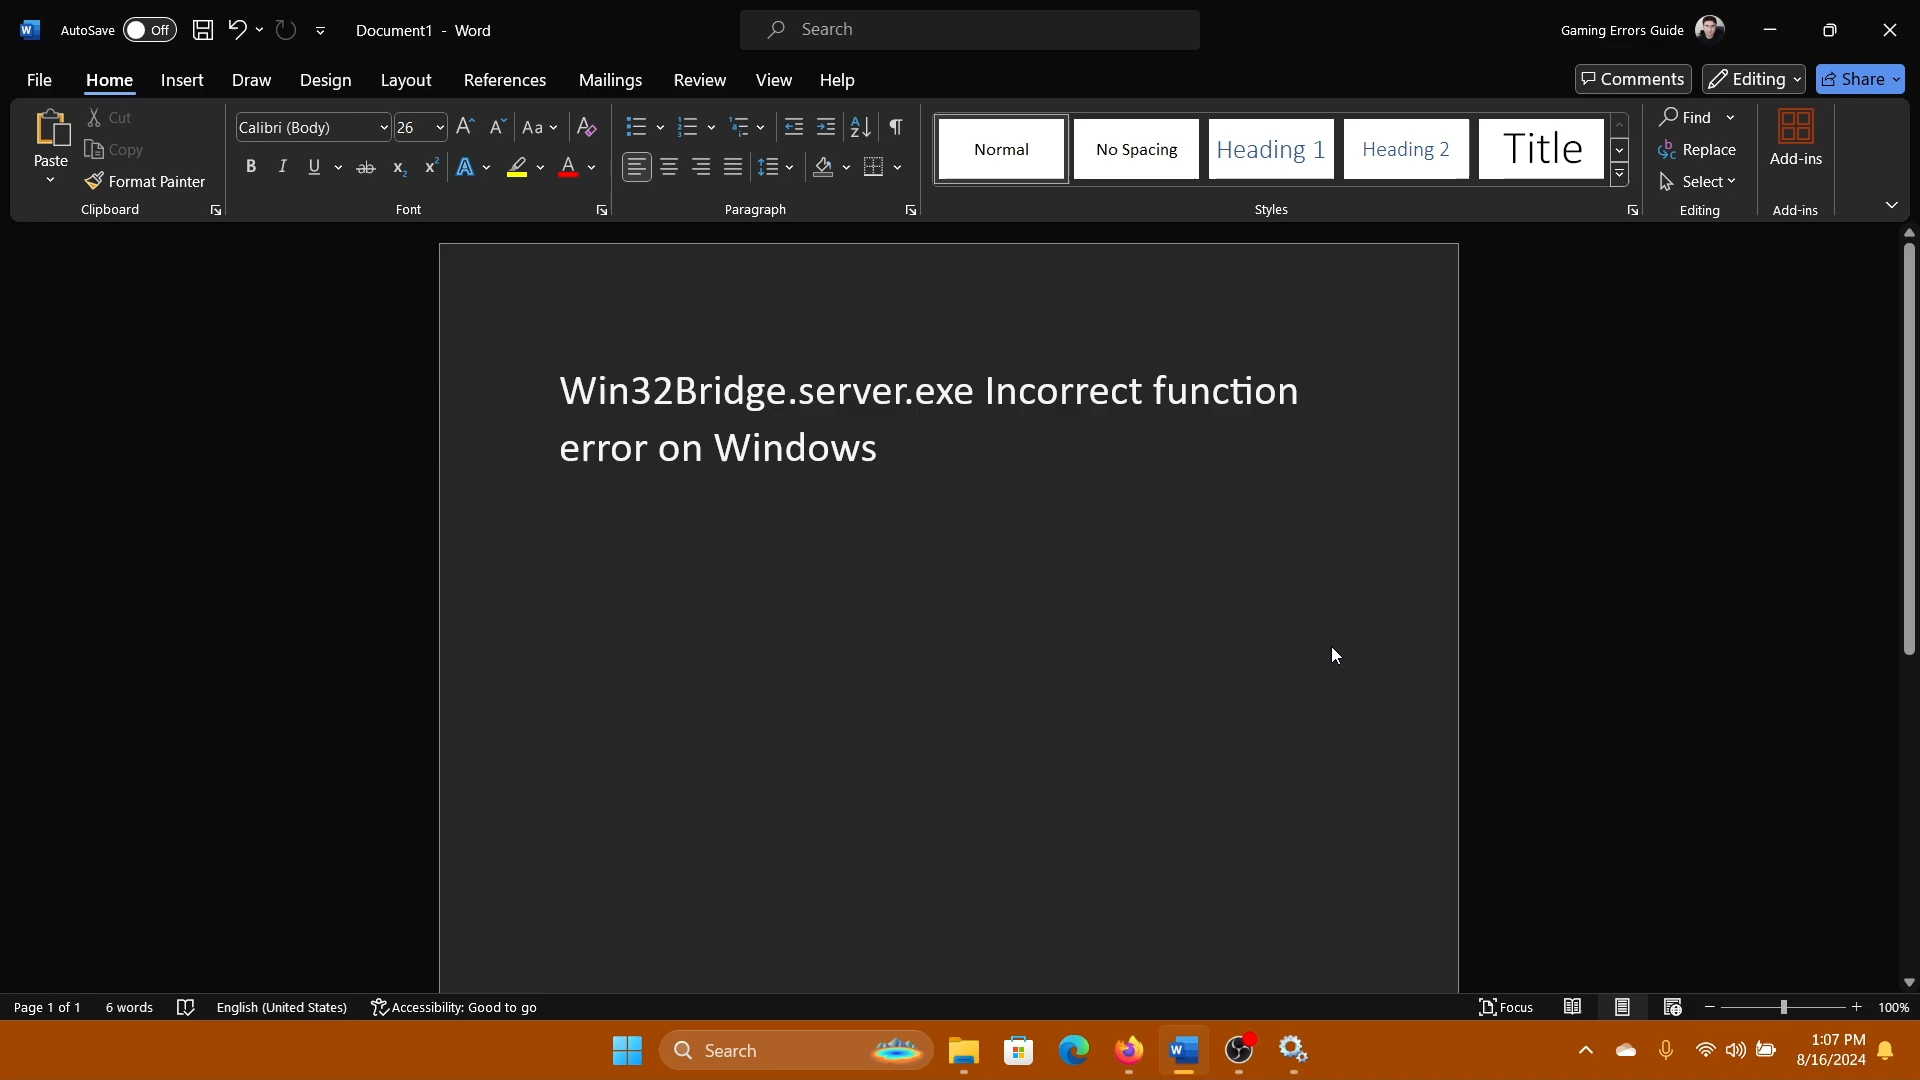 AutoSave Off Document1 - Word Search Gaming Errors Guide
File Home Insert Draw Design Layout References Mailings Review View Help Comments Editing Share
Paste Cut Copy Format Painter Clipboard
Calibri (Body) 26 Aa Font
Paragraph
Normal No Spacing Heading 1 Heading 2 Title Styles
Find Replace Select Editing
Add-ins Add-ins
Win32Bridge.server.exe Incorrect function
error on Windows
Page 1 of 1 6 words English (United States) Accessibility: Good to go Focus 100%
Search 1:07 PM
8/16/2024